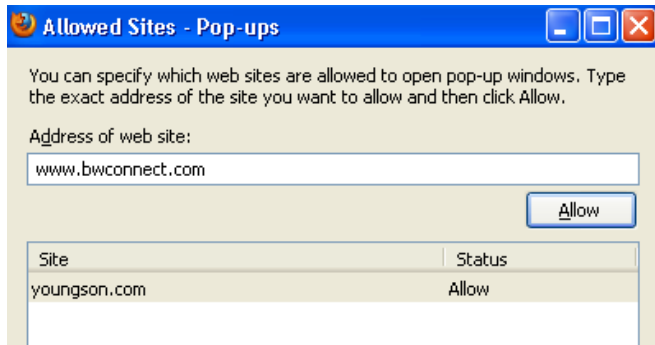 Allowed Sites - Pop-ups
You can specify which web sites are allowed to open pop-up windows. Type
the exact address of the site you want to allow and then click Allow.
Address of web site:
www.bwconnect.com
Allow
Site Status
youngson.com Allow